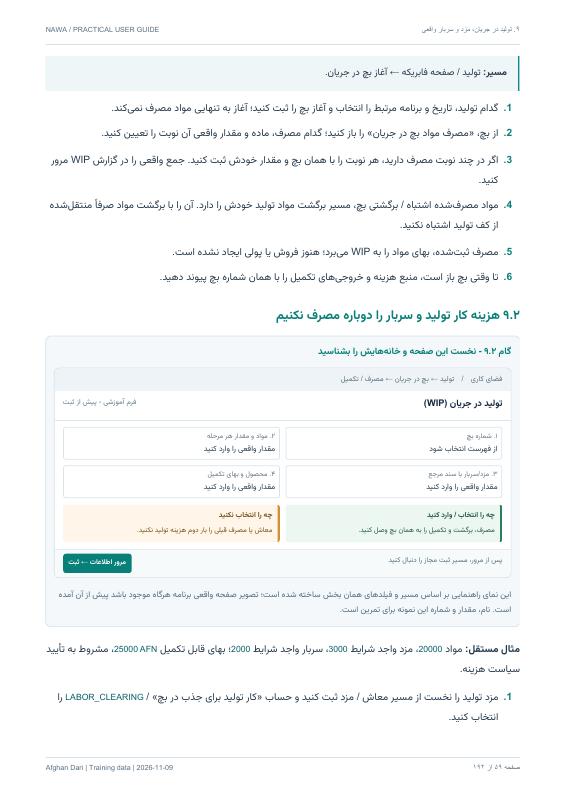 NAWA / PRACTICAL USER GUIDE
۹. تولید در جریان، مزد و سربار واقعی
مسیر: تولید / صفحه فابریکه ← آغاز بچ در جریان.
1. گدام تولید، تاریخ و برنامه مرتبط را انتخاب و آغاز بچ را ثبت کنید؛ آغاز به تنهایی مواد مصرف نمی‌کند.
2. از بچ، «مصرف مواد بچ در جریان» را باز کنید؛ گدام مصرف، ماده و مقدار واقعی آن نوبت را تعیین کنید.
3. اگر در چند نوبت مصرف دارید، هر نوبت را با همان بچ و مقدار خودش ثبت کنید. جمع واقعی را در گزارش WIP مرور
کنید.
4. مواد مصرف‌شده اشتباه / برگشتی بچ، مسیر برگشت مواد تولید خودش را دارد. آن را با برگشت مواد صرفاً منتقل‌شده
از کف تولید اشتباه نکنید.
5. مصرف ثبت‌شده، بهای مواد را به WIP می‌برد؛ هنوز فروش یا پولی ایجاد نشده است.
6. تا وقتی بچ باز است، منبع هزینه و خروجی‌های تکمیل را با همان شماره بچ پیوند دهید.
۹.۲ هزینه کار تولید و سربار را دوباره مصرف نکنیم
گام ۹.۲ - نخست این صفحه و خانه‌هایش را بشناسید
فضای کاری / تولید ← بچ در جریان ← مصرف / تکمیل
تولید در جریان (WIP)
فرم آموزشی - پیش از ثبت
۱. شماره بچ
از فهرست انتخاب شود
۲. مواد و مقدار هر مرحله
مقدار واقعی را وارد کنید
۳. مزد/سربار با سند مرجع
مقدار واقعی را وارد کنید
۴. محصول و بهای تکمیل
مقدار واقعی را وارد کنید
چه را انتخاب / وارد کنید
مصرف، برگشت و تکمیل را به همان بچ وصل کنید.
چه را انتخاب نکنید
معاش یا مصرف قبلی را بار دوم هزینه تولید نکنید.
پس از مرور، مسیر ثبت مجاز را دنبال کنید.
مرور اطلاعات ← ثبت
این نمای راهنمایی بر اساس مسیر و فیلدهای همان بخش ساخته شده است؛ تصویر صفحه واقعی برنامه هرگاه موجود باشد پیش از آن آمده
است. نام، مقدار و شماره این نمونه برای تمرین است.
مثال مستقل: مواد 20000، مزد واجد شرایط 3000، سربار واجد شرایط 2000؛ بهای قابل تکمیل 25000 AFN، مشروط به تأیید
سیاست هزینه.
1. مزد تولید را نخست از مسیر معاش / مزد ثبت کنید و حساب «کار تولید برای جذب در بچ» / LABOR_CLEARING را
انتخاب کنید.
Afghan Dari | Training data | 2026-11-09
صفحه ۵۹ از ۱۹۲